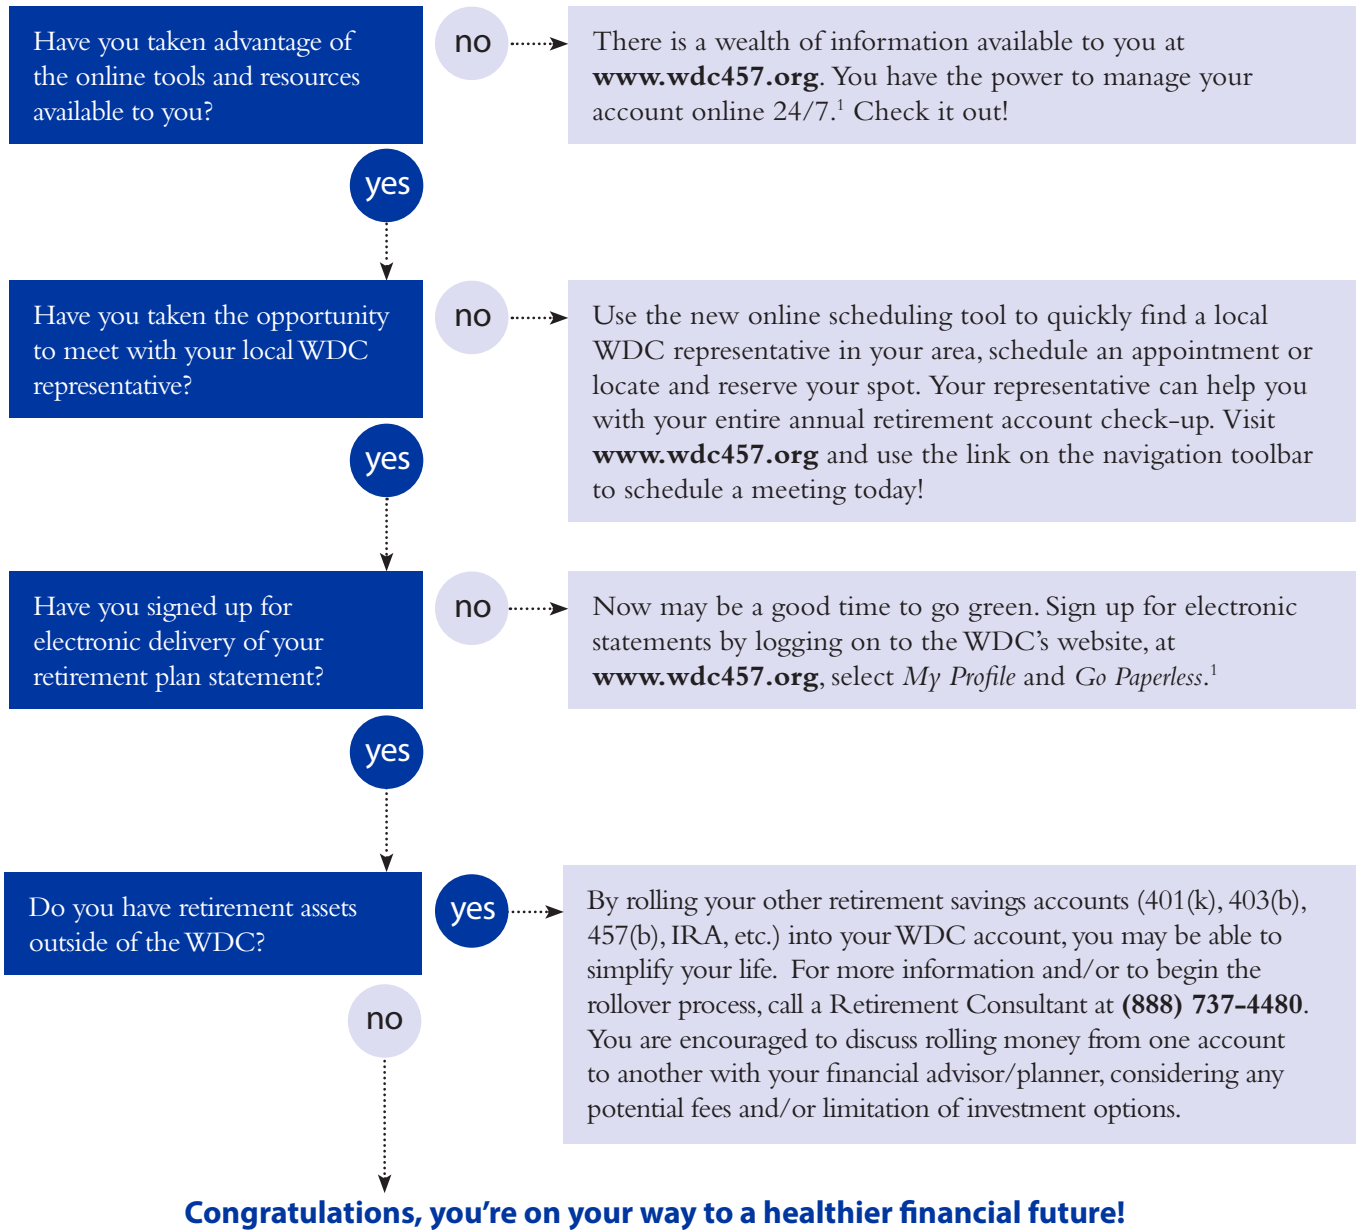 Have you taken advantage of
the online tools and resources
available to you?
no
There is a wealth of information available to you at
www.wdc457.org. You have the power to manage your
account online 24/7.¹ Check it out!
yes
Have you taken the opportunity
to meet with your local WDC
representative?
no
Use the new online scheduling tool to quickly find a local
WDC representative in your area, schedule an appointment or
locate and reserve your spot. Your representative can help you
with your entire annual retirement account check-up. Visit
www.wdc457.org and use the link on the navigation toolbar
to schedule a meeting today!
yes
Have you signed up for
electronic delivery of your
retirement plan statement?
no
Now may be a good time to go green. Sign up for electronic
statements by logging on to the WDC’s website, at
www.wdc457.org, select My Profile and Go Paperless.¹
yes
Do you have retirement assets
outside of the WDC?
yes
By rolling your other retirement savings accounts (401(k), 403(b),
457(b), IRA, etc.) into your WDC account, you may be able to
simplify your life. For more information and/or to begin the
rollover process, call a Retirement Consultant at (888) 737-4480.
You are encouraged to discuss rolling money from one account
to another with your financial advisor/planner, considering any
potential fees and/or limitation of investment options.
no
Congratulations, you’re on your way to a healthier financial future!